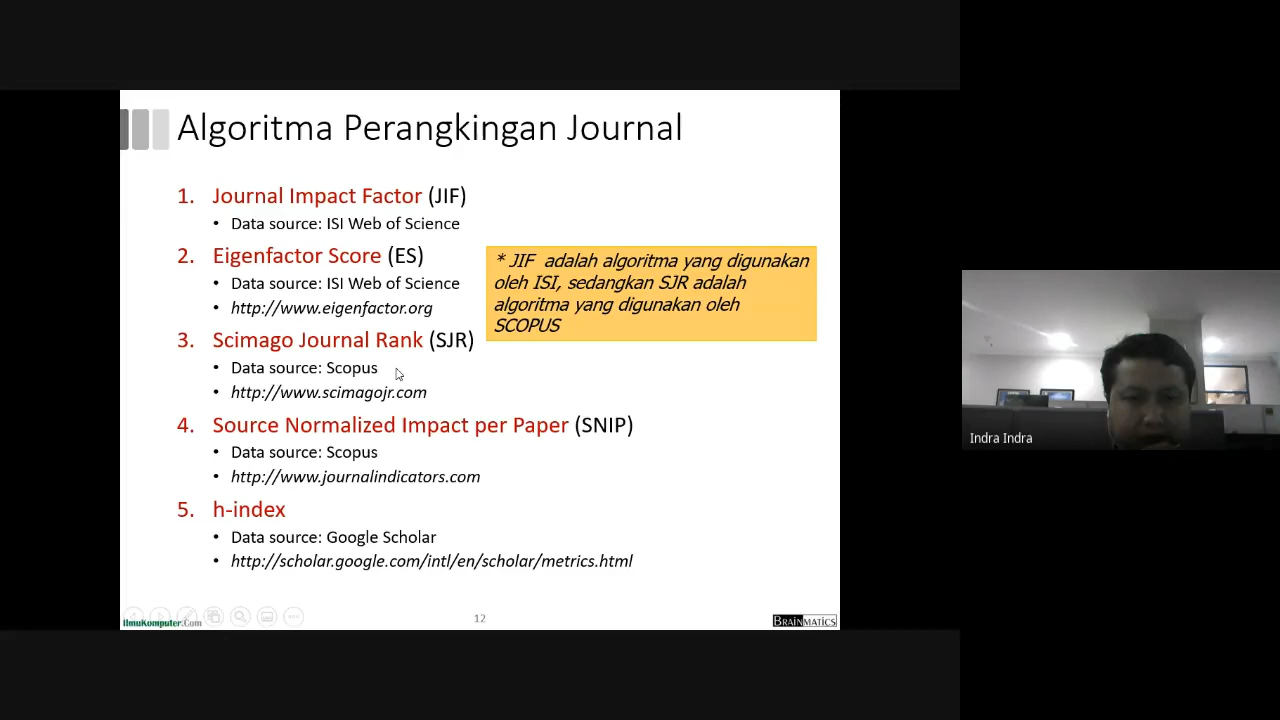 Algoritma Perangkingan Journal
1. Journal Impact Factor (JIF)
• Data source: ISI Web of Science
2. Eigenfactor Score (ES)
• Data source: ISI Web of Science
• http://www.eigenfactor.org
* JIF adalah algoritma yang digunakan
oleh ISI, sedangkan SJR adalah
algoritma yang digunakan oleh
SCOPUS
3. Scimago Journal Rank (SJR)
• Data source: Scopus
• http://www.scimagojr.com
4. Source Normalized Impact per Paper (SNIP)
• Data source: Scopus
• http://www.journalindicators.com
5. h-index
• Data source: Google Scholar
• http://scholar.google.com/intl/en/scholar/metrics.html
IlmuKomputer.Com
12
BRAINMATICS
Indra Indra